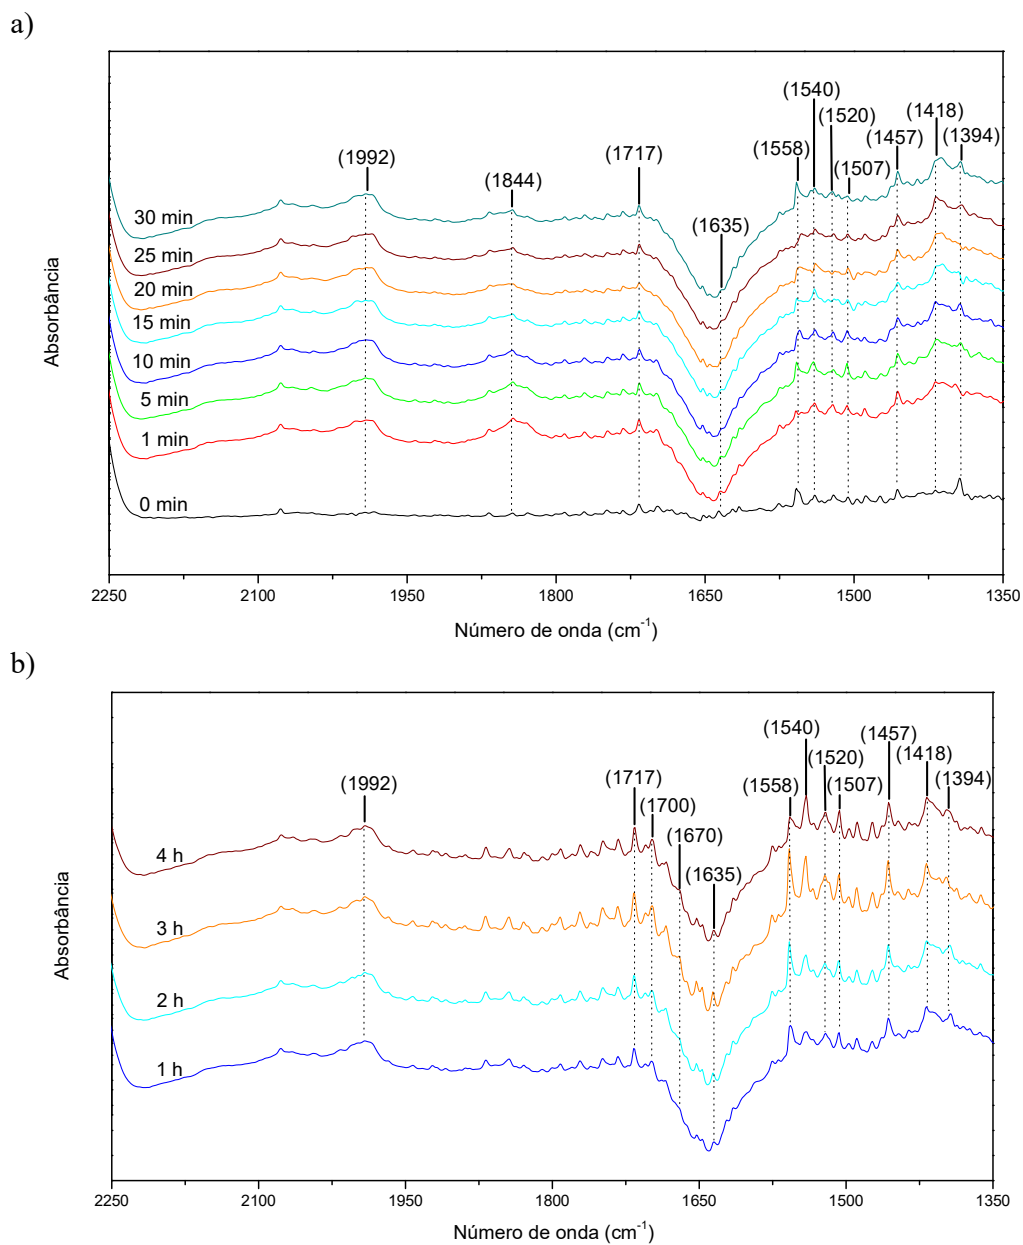 a)
(1540)
(1520)
(1418)
(1558)
(1507)
(1457)
(1394)
(1992)
(1844)
(1717)
(1635)
30 min
25 min
20 min
15 min
10 min
5 min
1 min
0 min
Absorbância
2250 2100 1950 1800 1650 1500 1350
Número de onda (cm-1)
b)
(1540)
(1520)
(1457)
(1418)
(1558)
(1507)
(1394)
(1992)
(1717)
(1700)
(1670)
(1635)
4 h
3 h
2 h
1 h
Absorbância
2250 2100 1950 1800 1650 1500 1350
Número de onda (cm-1)